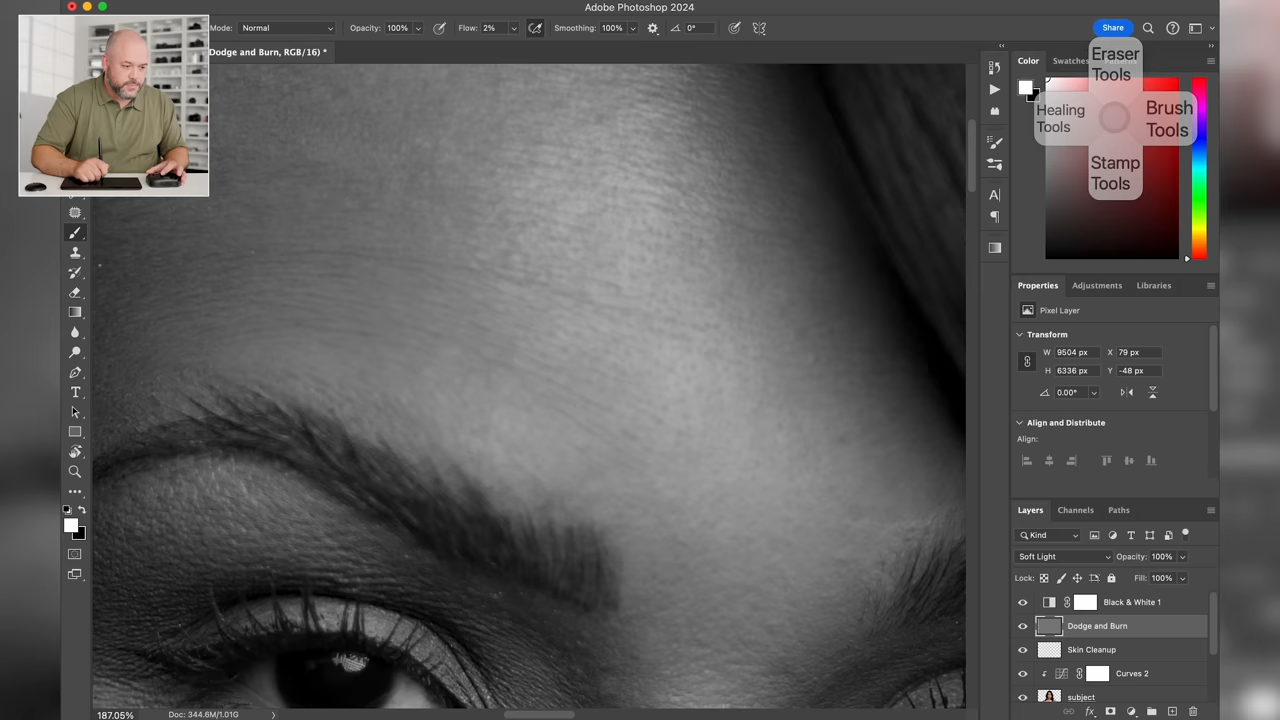 Adobe Photoshop 2024
Mode: Normal Opacity: 100% Flow: 2% Smoothing: 100% 0° Share
Dodge and Burn, RGB/16) *
Color Swatches
Eraser
Tools
Healing
Tools
Brush
Tools
Stamp
Tools
Properties Adjustments Libraries
Pixel Layer
Transform
W 9504 px X 79 px
H 6336 px Y -48 px
0.00°
Align and Distribute
Align:
Layers Channels Paths
Kind
Soft Light Opacity: 100%
Lock: Fill: 100%
Black & White 1
Dodge and Burn
Skin Cleanup
Curves 2
subject
187.05% Doc: 344.6M/1.01G